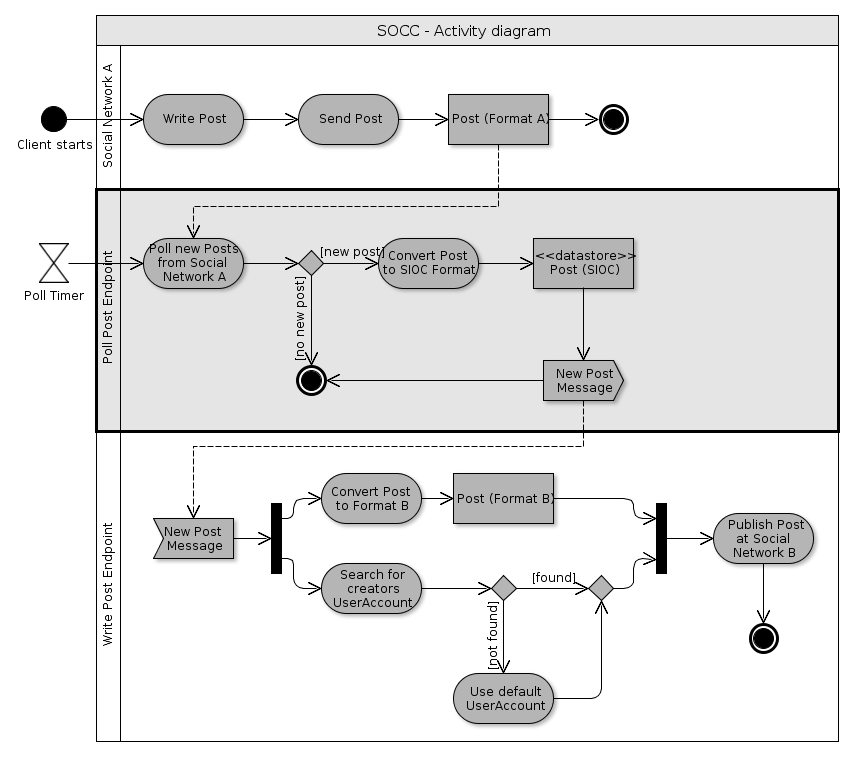 SOCC - Activity diagram
Social Network A
Client starts
Write Post
Send Post
Post (Format A)
Poll Post Endpoint
Poll Timer
Poll new Posts
from Social
Network A
[new post]
[no new post]
Convert Post
to SIOC Format
<<datastore>>
Post (SIOC)
New Post
Message
Write Post Endpoint
New Post
Message
Convert Post
to Format B
Post (Format B)
Search for
creators
UserAccount
[found]
[not found]
Use default
UserAccount
Publish Post
at Social
Network B